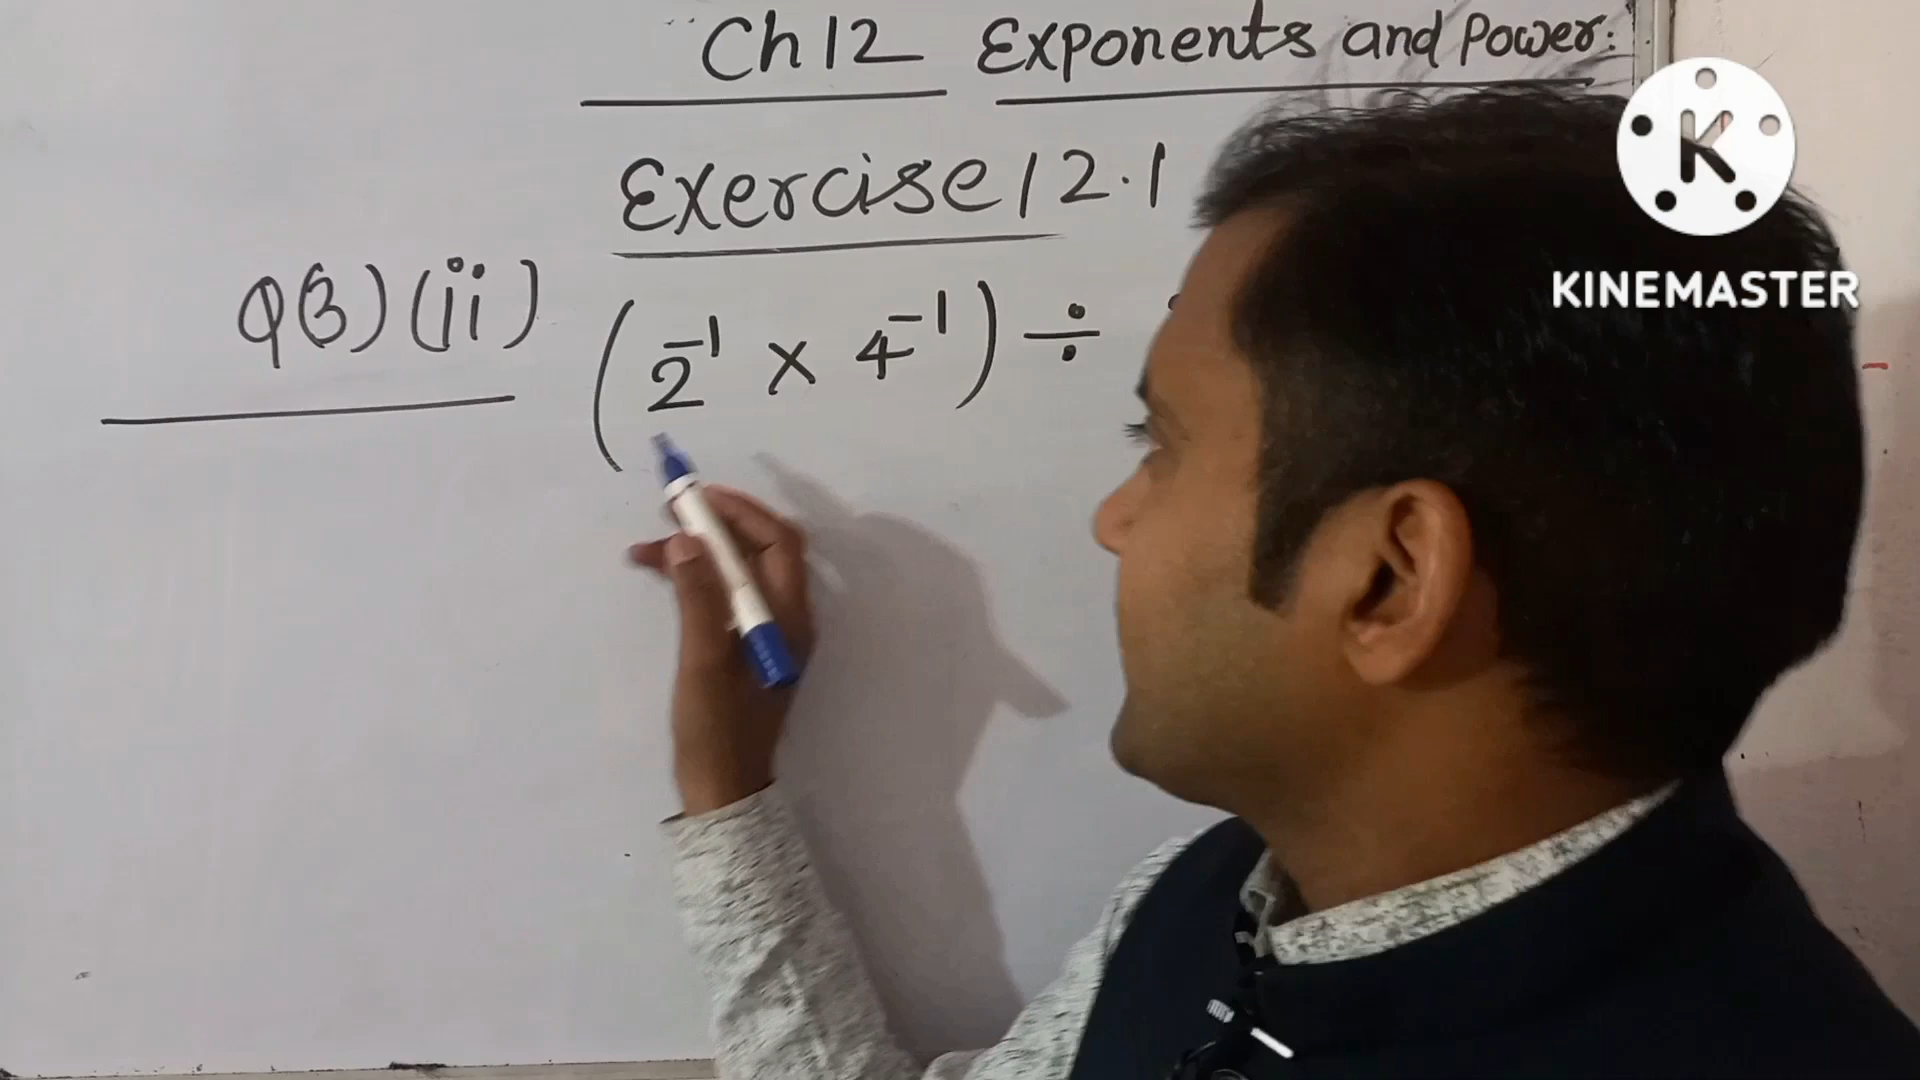 Ch 12 Exponents and Power:
Exercise 12.1
Q(3) (ii) (2⁻¹ × 4⁻¹) ÷
KINEMASTER